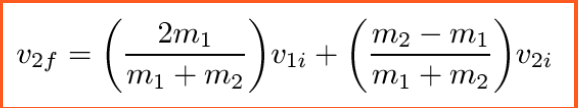 v_{2f} = \left( \frac{2m_1}{m_1 + m_2} \right) v_{1i} + \left( \frac{m_2 - m_1}{m_1 + m_2} \right) v_{2i}